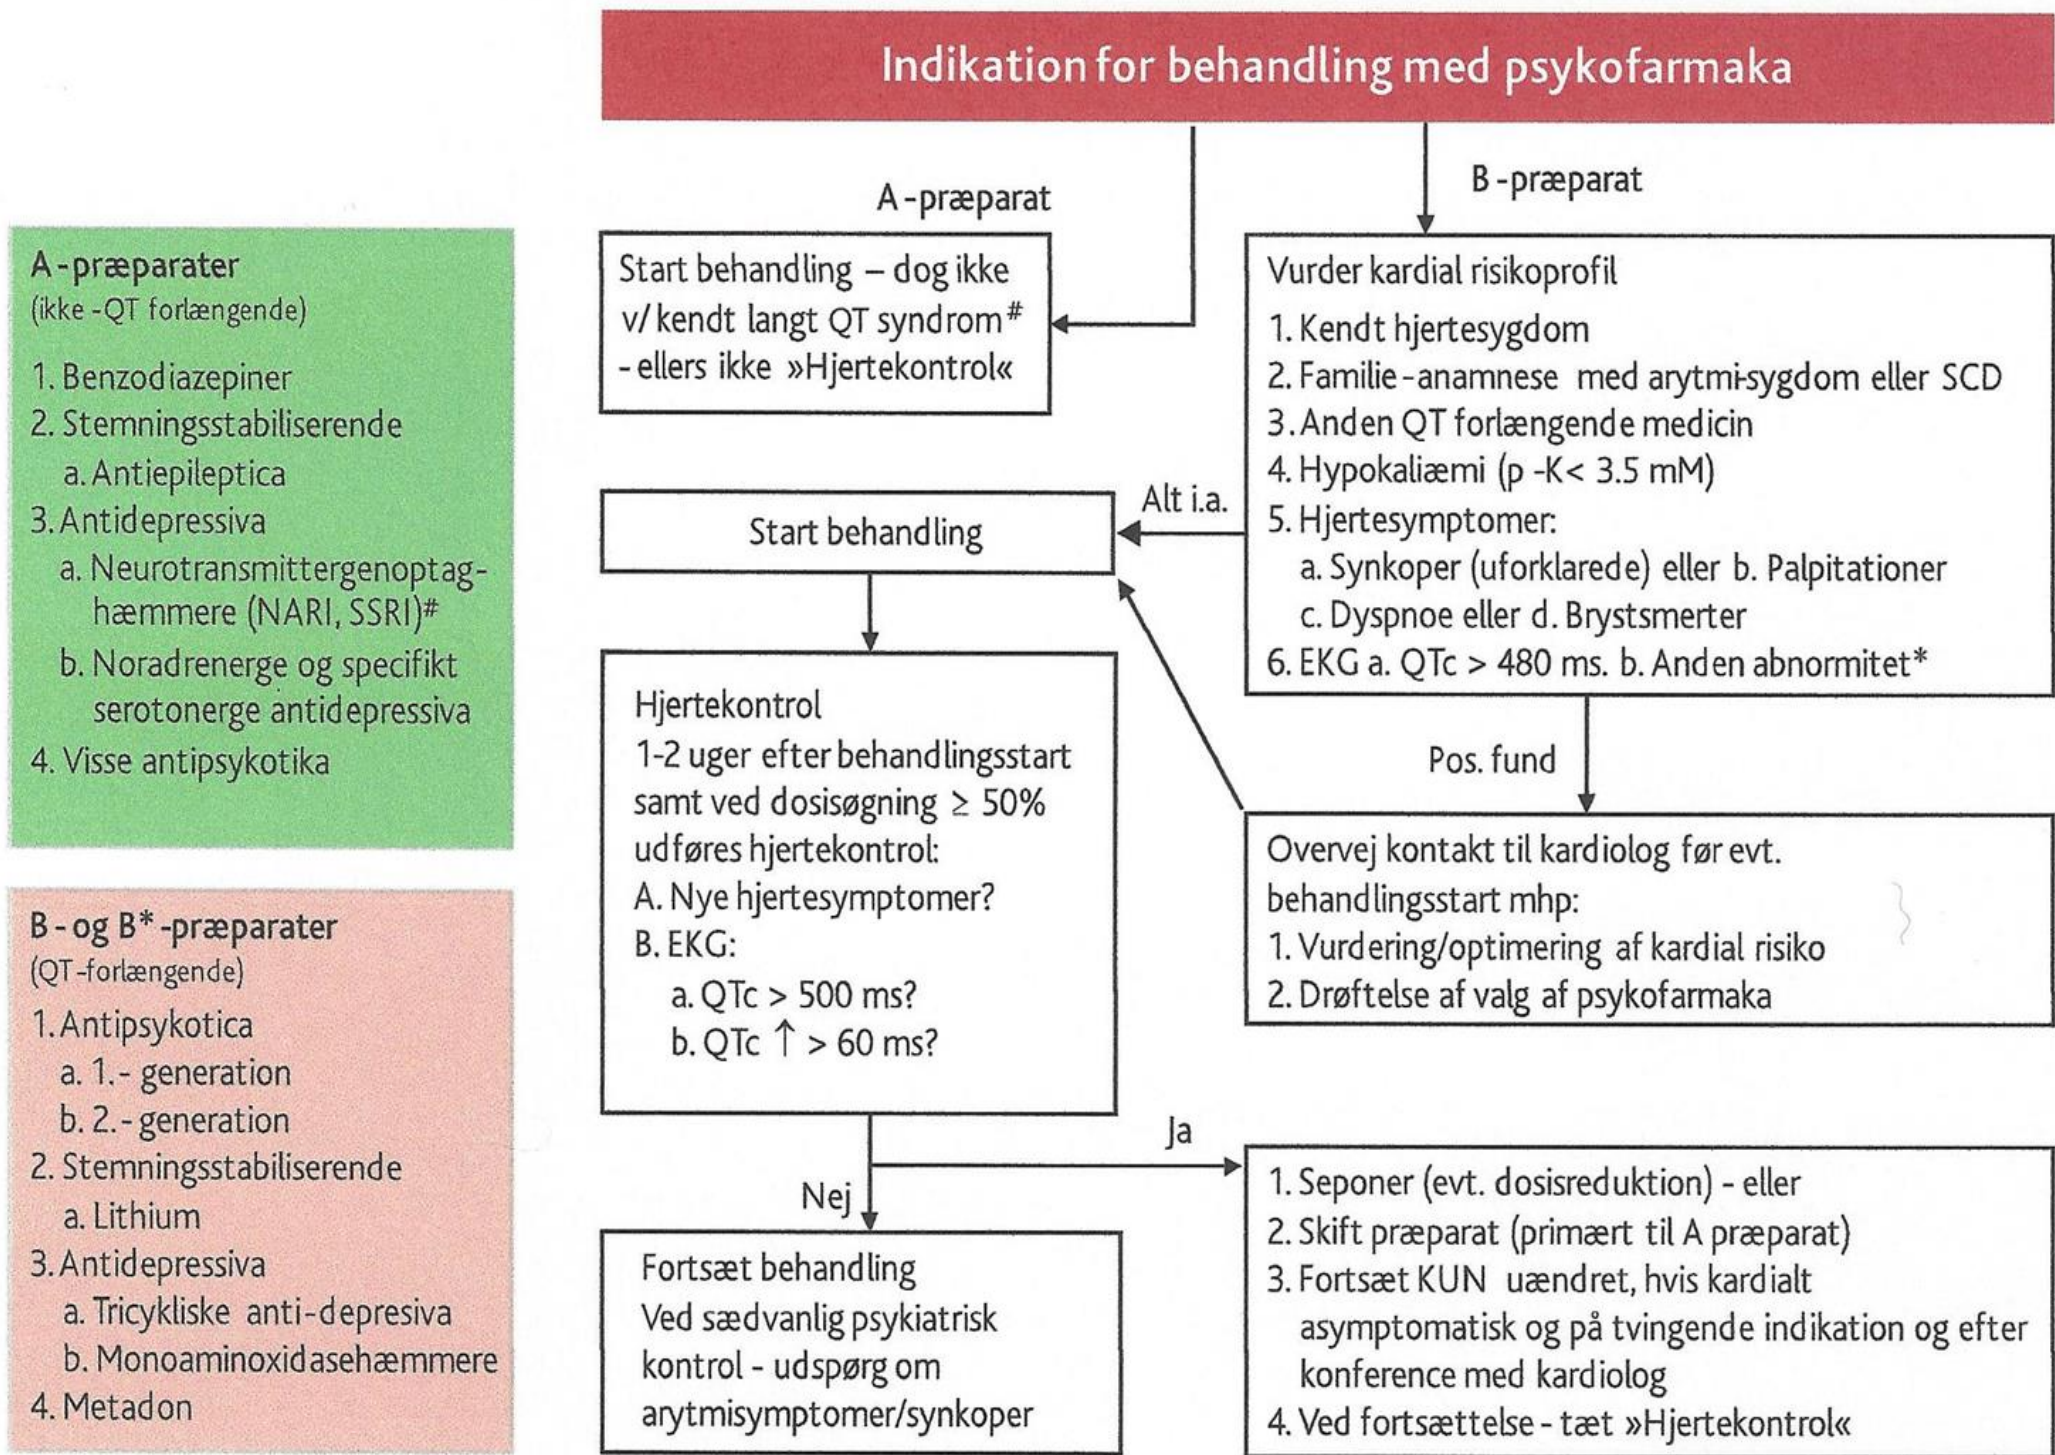 Indikation for behandling med psykofarmaka
A-præparat
B-præparat
A-præparater
(ikke -QT forlængende)
1. Benzodiazepiner
2. Stemningsstabiliserende
a. Antiepileptica
3. Antidepressiva
a. Neurotransmittergenoptag-
hæmmere (NARI, SSRI)#
b. Noradrenerge og specifikt
serotonerge antidepressiva
4. Visse antipsykotika
B- og B*-præparater
(QT-forlængende)
1. Antipsykotica
a. 1.- generation
b. 2.- generation
2. Stemningsstabiliserende
a. Lithium
3. Antidepressiva
a. Tricykliske anti-depresiva
b. Monoaminoxidasehæmmere
4. Metadon
Start behandling – dog ikke
v/ kendt langt QT syndrom#
- ellers ikke »Hjertekontrol«
Vurder kardial risikoprofil
1. Kendt hjertesygdom
2. Familie-anamnese med arytmi-sygdom eller SCD
3. Anden QT forlængende medicin
4. Hypokaliæmi (p -K< 3.5 mM)
5. Hjertesymptomer:
a. Synkoper (uforklarede) eller b. Palpitationer
c. Dyspnoe eller d. Brystsmerter
6. EKG a. QTc > 480 ms. b. Anden abnormitet*
Alt i.a.
Start behandling
Pos. fund
Overvej kontakt til kardiolog før evt.
behandlingsstart mhp:
1. Vurdering/optimering af kardial risiko
2. Drøftelse af valg af psykofarmaka
Hjertekontrol
1-2 uger efter behandlingsstart
samt ved dosisøgning ≥ 50%
udføres hjertekontrol:
A. Nye hjertesymptomer?
B. EKG:
a. QTc > 500 ms?
b. QTc ↑ > 60 ms?
Ja
Nej
Fortsæt behandling
Ved sædvanlig psykiatrisk
kontrol - udspørg om
arytmisymptomer/synkoper
1. Seponer (evt. dosisreduktion) - eller
2. Skift præparat (primært til A præparat)
3. Fortsæt KUN uændret, hvis kardialt
asymptomatisk og på tvingende indikation og efter
konference med kardiolog
4. Ved fortsættelse - tæt »Hjertekontrol«